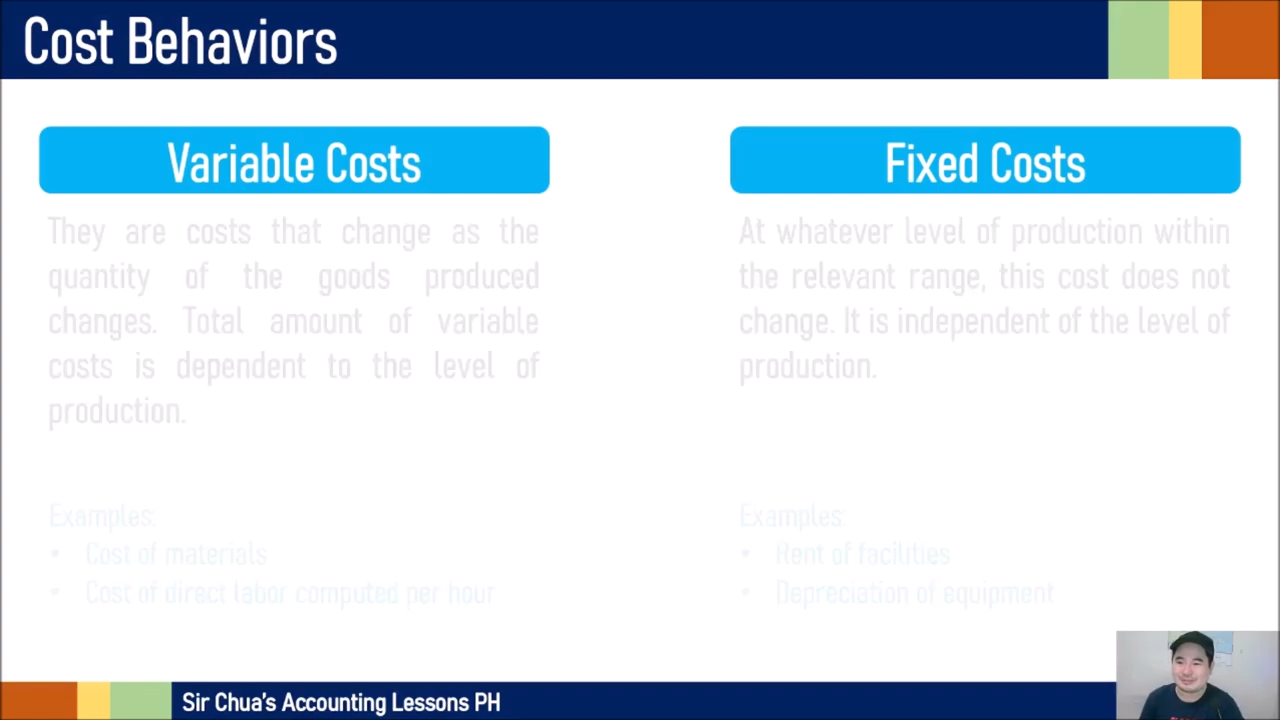 Cost Behaviors
Variable Costs
They are costs that change as the
quantity of the goods produced
changes. Total amount of variable
costs is dependent to the level of
production.
Examples:
• Cost of materials
• Cost of direct labor computed per hour
Fixed Costs
At whatever level of production within
the relevant range, this cost does not
change. It is independent of the level of
production.
Examples:
• Rent of facilities
• Depreciation of equipment
Sir Chua's Accounting Lessons PH